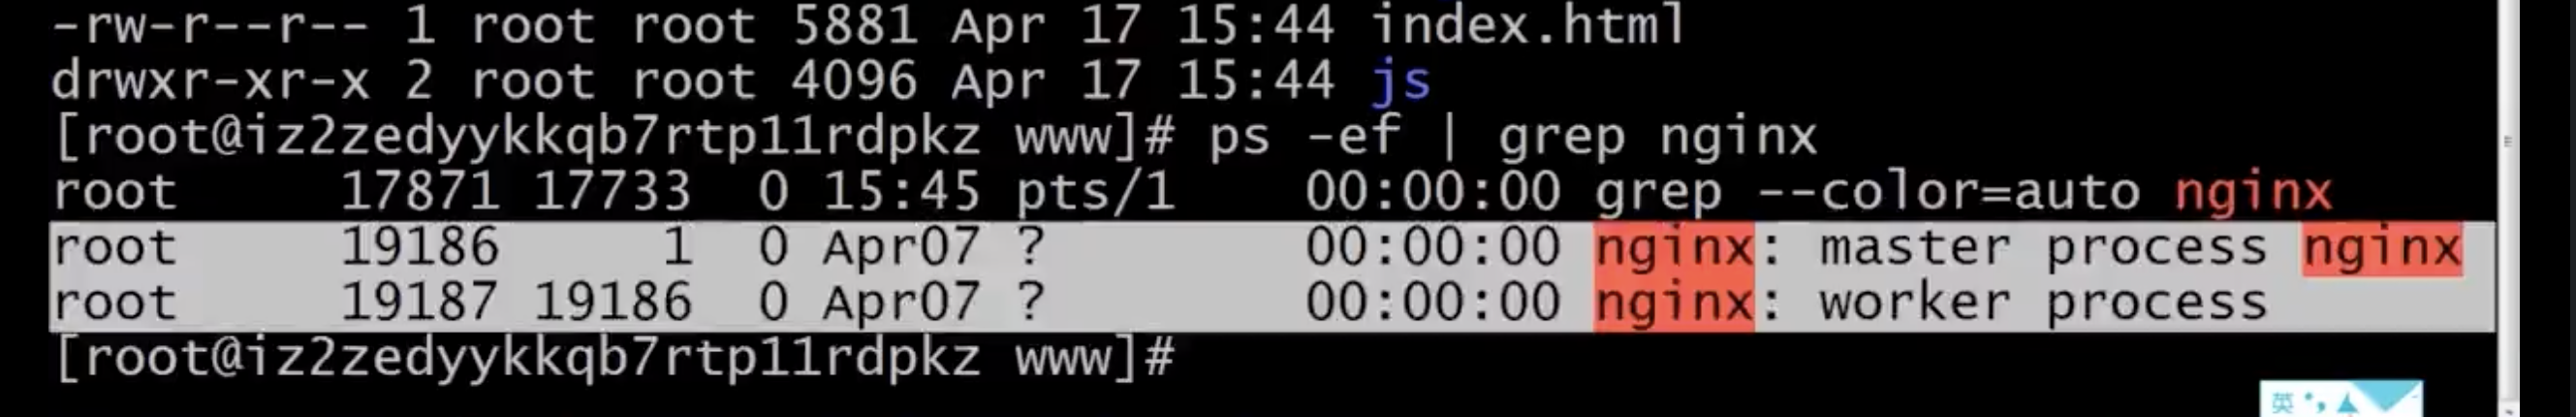 -rw-r--r-- 1 root root 5881 Apr 17 15:44 index.html
drwxr-xr-x 2 root root 4096 Apr 17 15:44 js
[root@iz2zedyykkqb7rtp11rdpkz www]# ps -ef | grep nginx
root     17871 17733  0 15:45 pts/1    00:00:00 grep --color=auto nginx
root     19186     1  0 Apr07 ?        00:00:00 nginx: master process nginx
root     19187 19186  0 Apr07 ?        00:00:00 nginx: worker process
[root@iz2zedyykkqb7rtp11rdpkz www]#
英